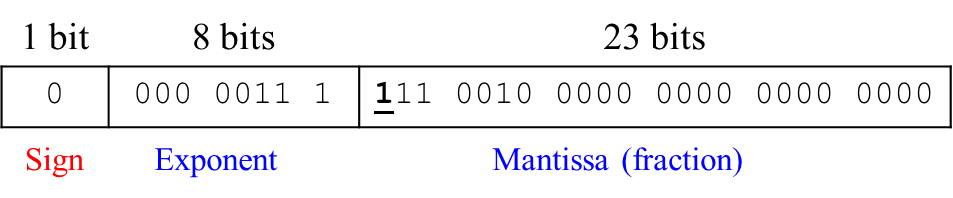 1 bit 8 bits 23 bits
0 000 0011 1 111 0010 0000 0000 0000 0000
Sign Exponent Mantissa (fraction)